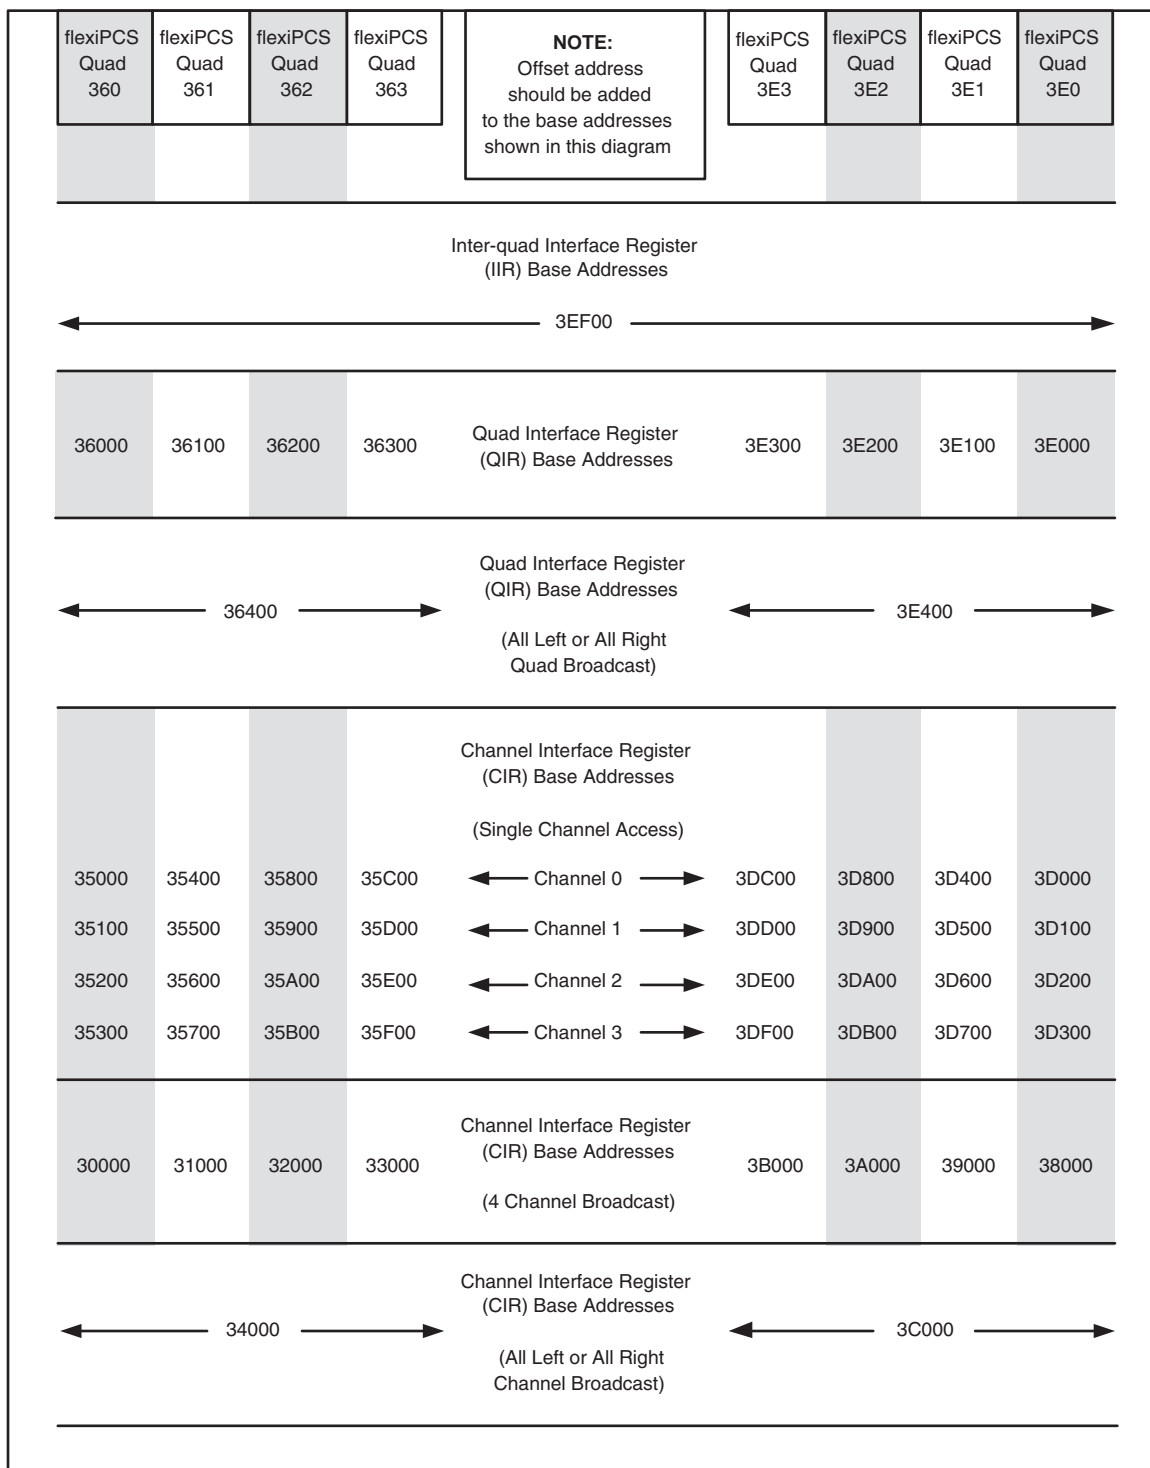 flexiPCS Quad 360
flexiPCS Quad 361
flexiPCS Quad 362
flexiPCS Quad 363
NOTE:
Offset address
should be added
to the base addresses
shown in this diagram
flexiPCS Quad 3E3
flexiPCS Quad 3E2
flexiPCS Quad 3E1
flexiPCS Quad 3E0
Inter-quad Interface Register
(IIR) Base Addresses
3EF00
36000 36100 36200 36300
Quad Interface Register
(QIR) Base Addresses
3E300 3E200 3E100 3E000
Quad Interface Register
(QIR) Base Addresses
36400 3E400
(All Left or All Right
Quad Broadcast)
Channel Interface Register
(CIR) Base Addresses
(Single Channel Access)
35000 35400 35800 35C00 Channel 0 3DC00 3D800 3D400 3D000
35100 35500 35900 35D00 Channel 1 3DD00 3D900 3D500 3D100
35200 35600 35A00 35E00 Channel 2 3DE00 3DA00 3D600 3D200
35300 35700 35B00 35F00 Channel 3 3DF00 3DB00 3D700 3D300
Channel Interface Register
(CIR) Base Addresses
30000 31000 32000 33000 3B000 3A000 39000 38000
(4 Channel Broadcast)
Channel Interface Register
(CIR) Base Addresses
34000 3C000
(All Left or All Right
Channel Broadcast)